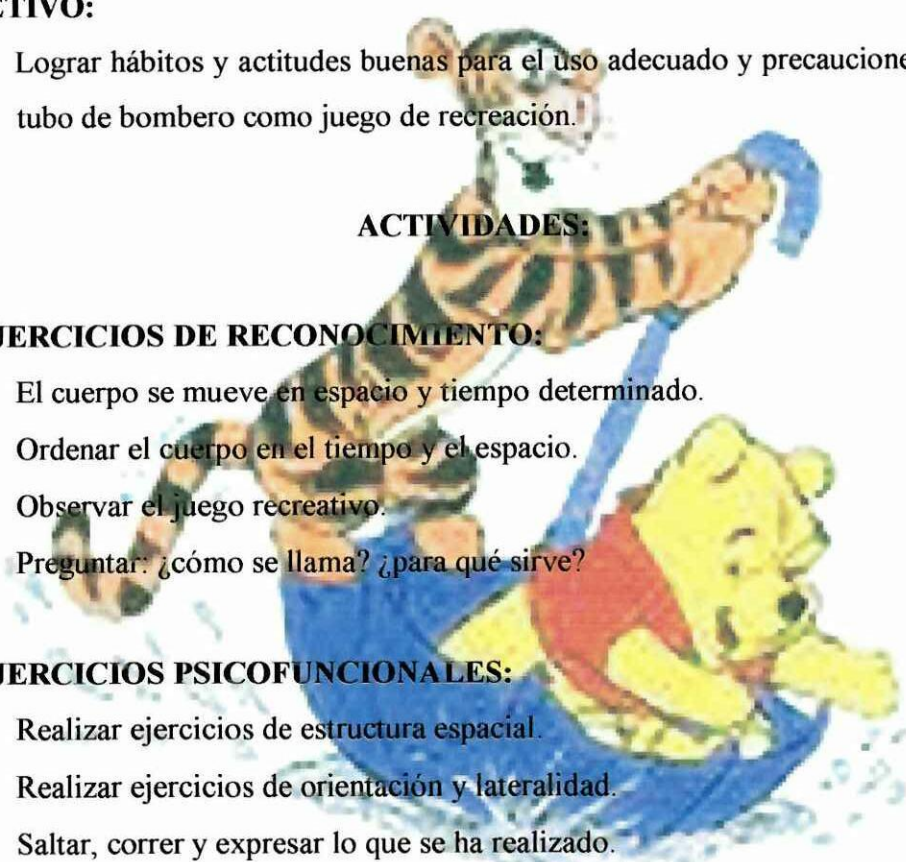 ETIVO:
Lograr hábitos y actitudes buenas para el uso adecuado y precaucione
tubo de bombero como juego de recreación.
ACTIVIDADES:
JERCICIOS DE RECONOCIMIENTO:
El cuerpo se mueve en espacio y tiempo determinado.
Ordenar el cuerpo en el tiempo y el espacio.
Observar el juego recreativo.
Preguntar: ¿cómo se llama? ¿para qué sirve?
JERCICIOS PSICOFUNCIONALES:
Realizar ejercicios de estructura espacial.
Realizar ejercicios de orientación y lateralidad.
Saltar, correr y expresar lo que se ha realizado.